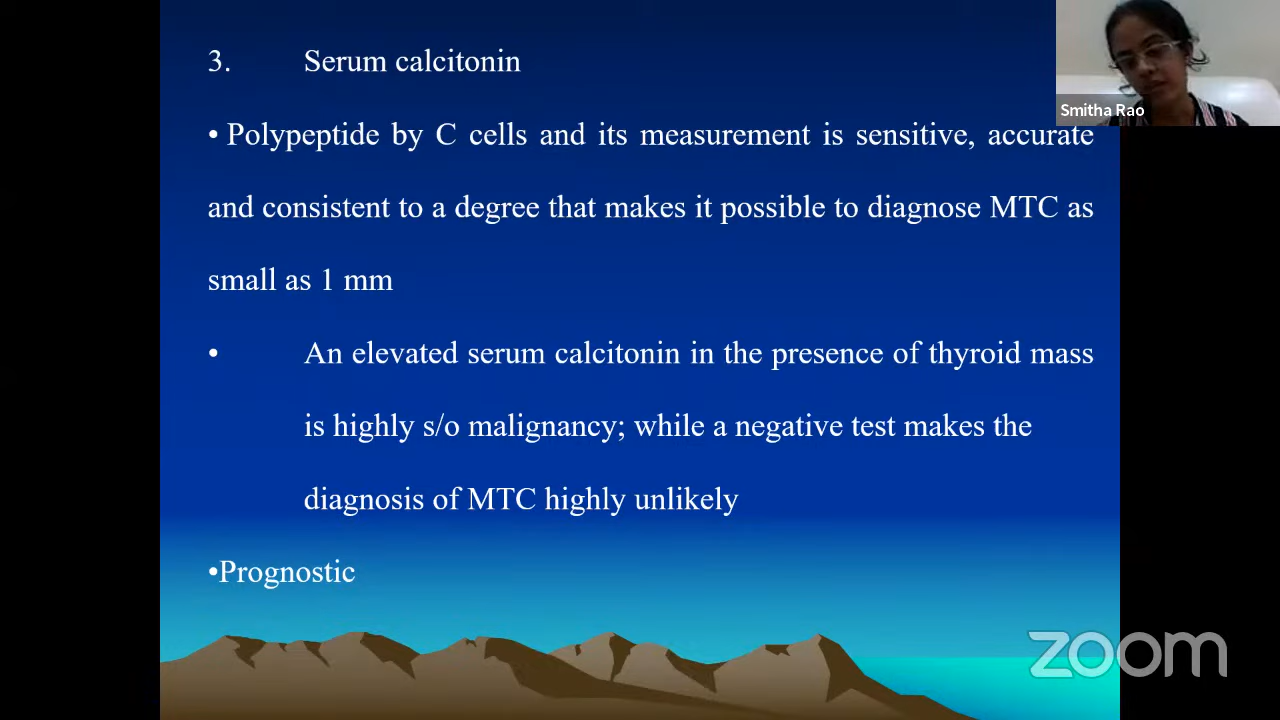 3. Serum calcitonin
Smitha Rao
• Polypeptide by C cells and its measurement is sensitive, accurate
and consistent to a degree that makes it possible to diagnose MTC as
small as 1 mm
• An elevated serum calcitonin in the presence of thyroid mass
is highly s/o malignancy; while a negative test makes the
diagnosis of MTC highly unlikely
•Prognostic
zoom